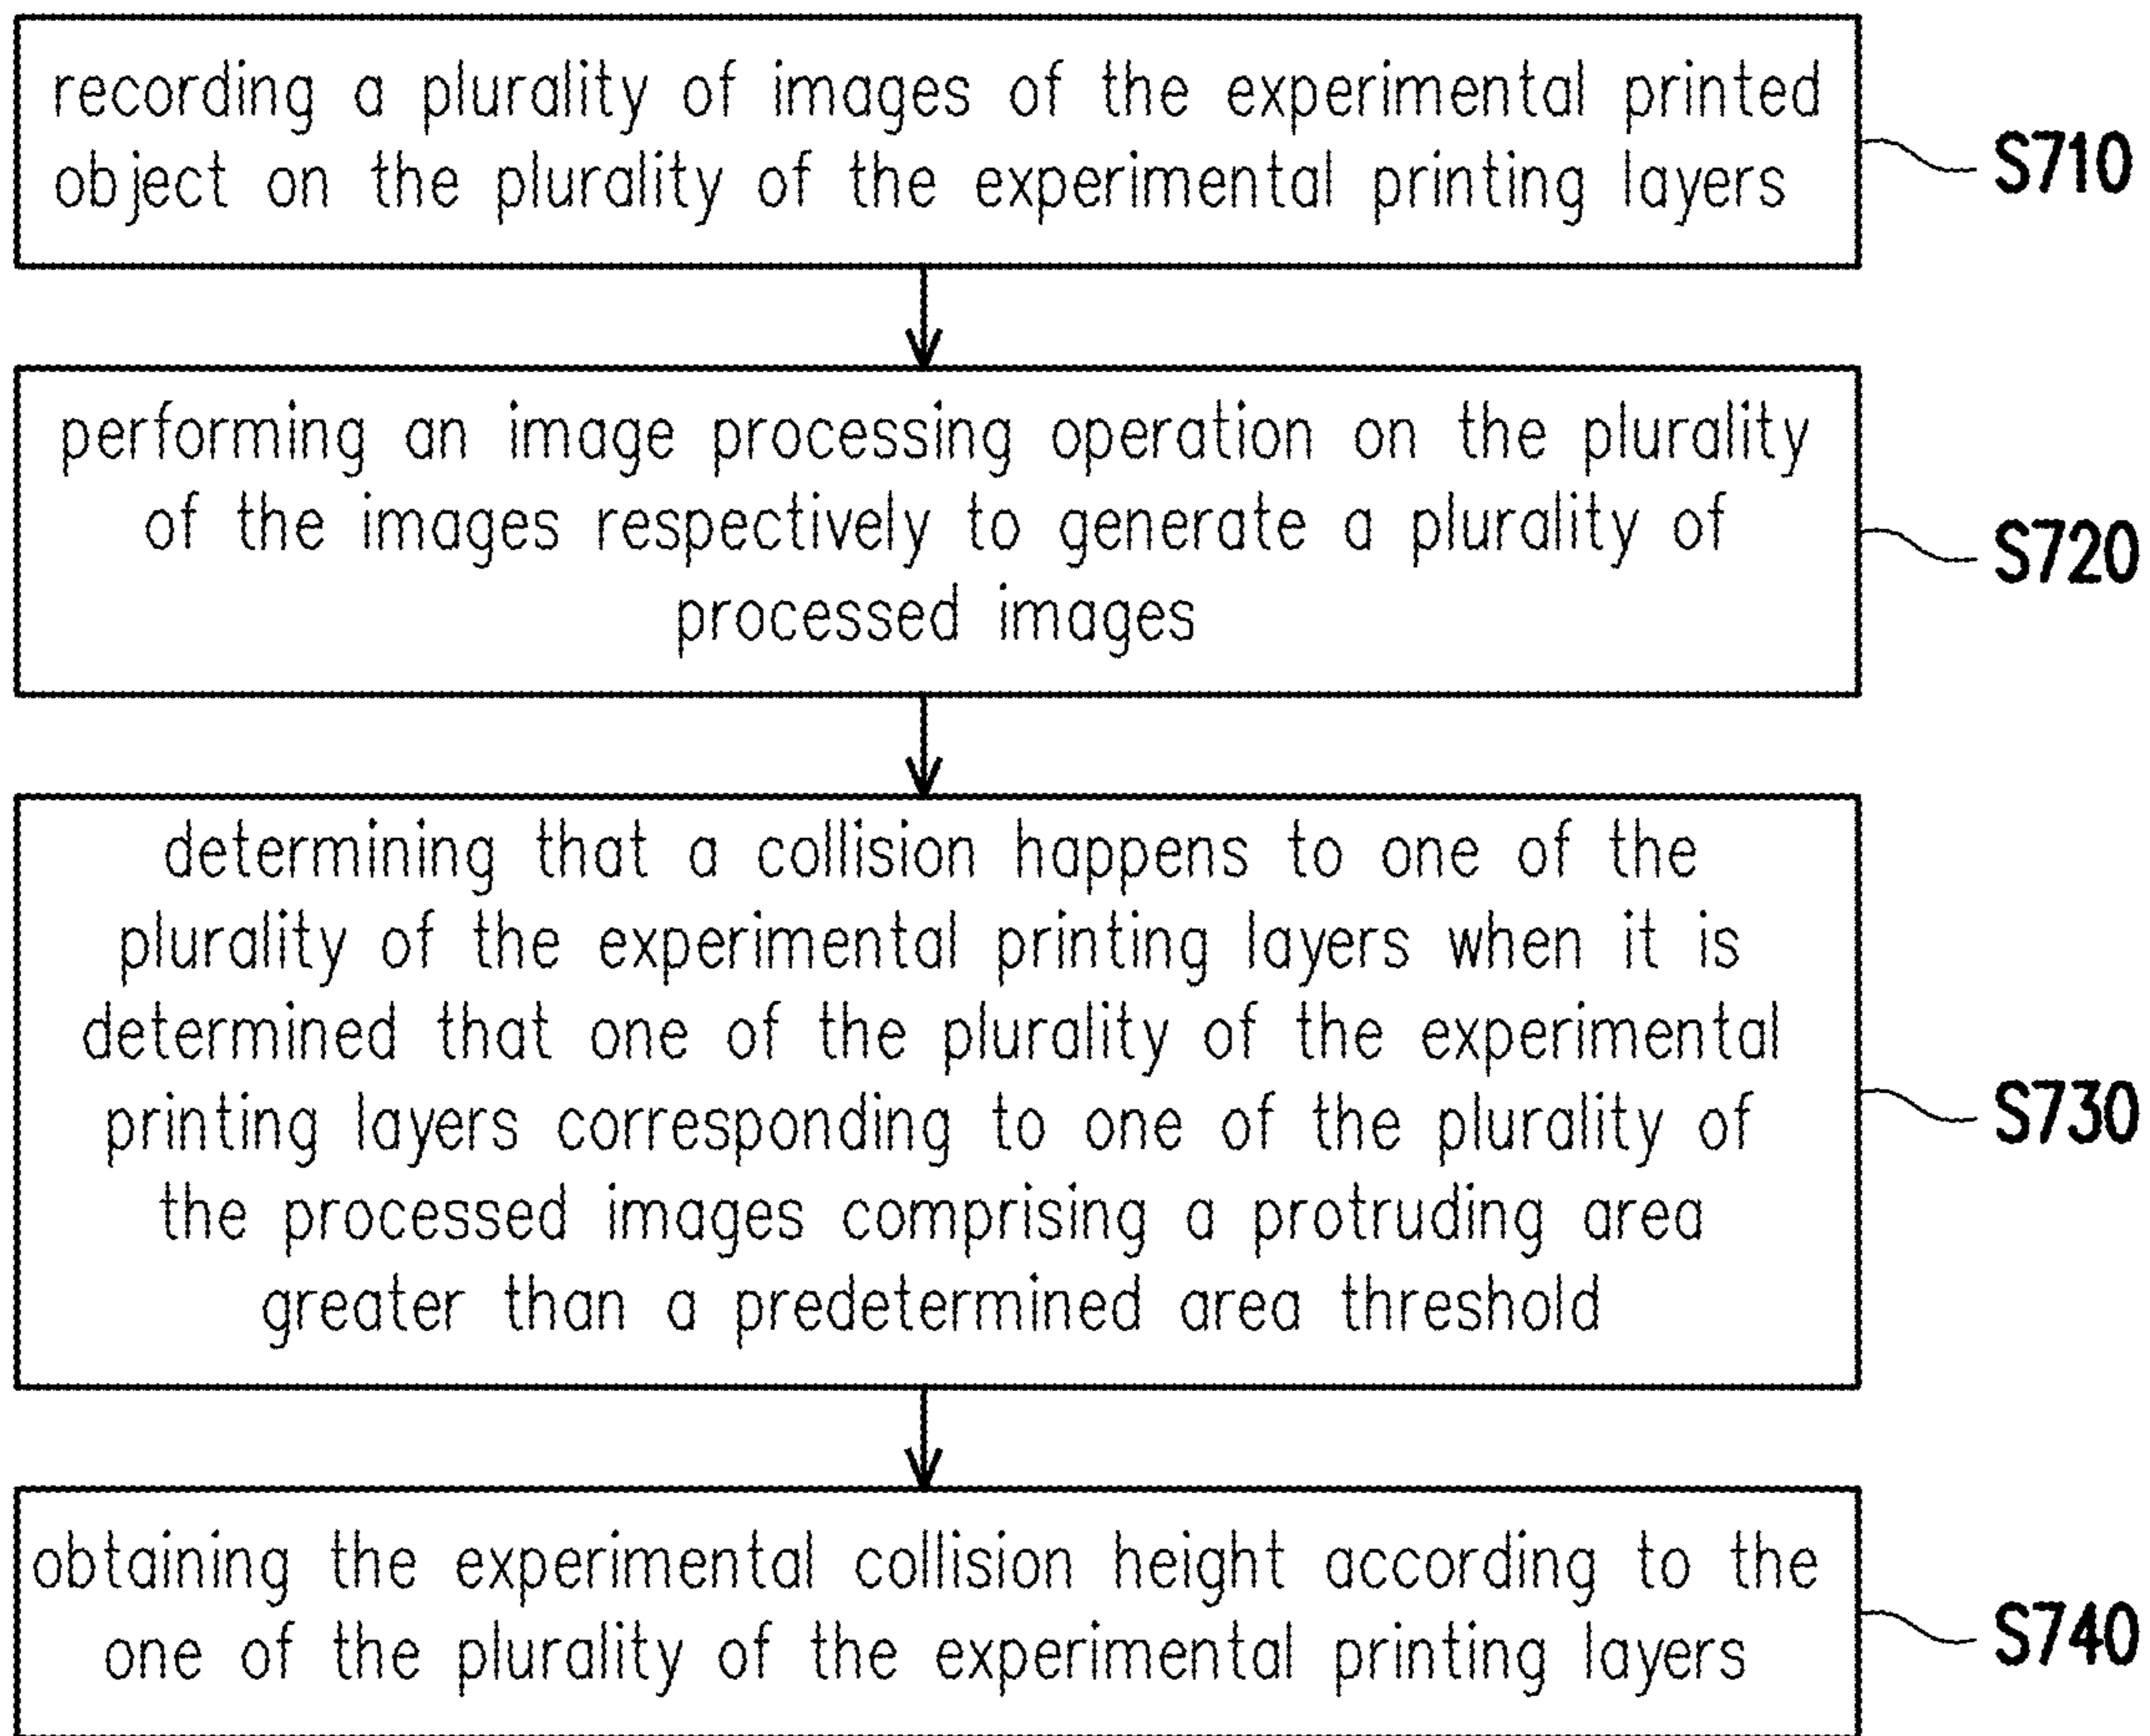 recording a plurality of images of the experimental printed
object on the plurality of the experimental printing layers
S710
performing an image processing operation on the plurality
of the images respectively to generate a plurality of
processed images
S720
determining that a collision happens to one of the
plurality of the experimental printing layers when it is
determined that one of the plurality of the experimental
printing layers corresponding to one of the plurality of
the processed images comprising a protruding area
greater than a predetermined area threshold
S730
obtaining the experimental collision height according to the
one of the plurality of the experimental printing layers
S740